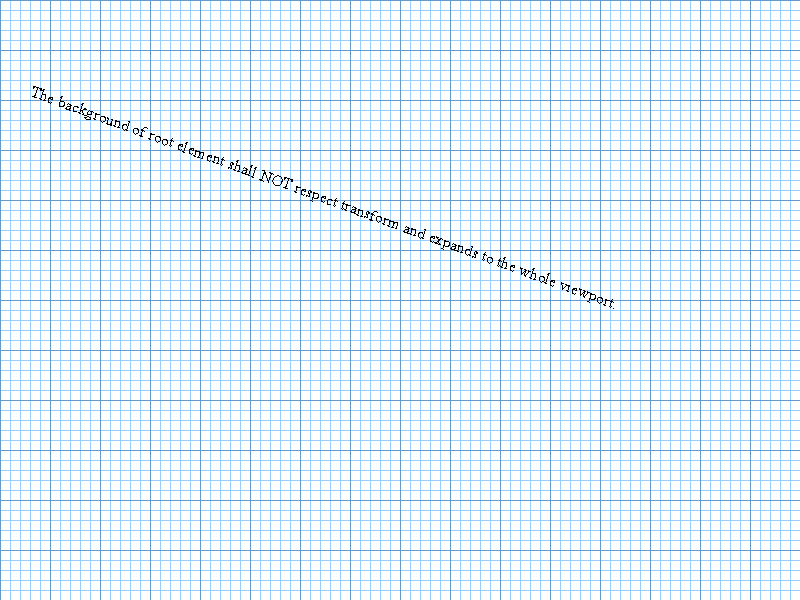 The background of root element shall NOT respect transform and expands to the whole viewport.